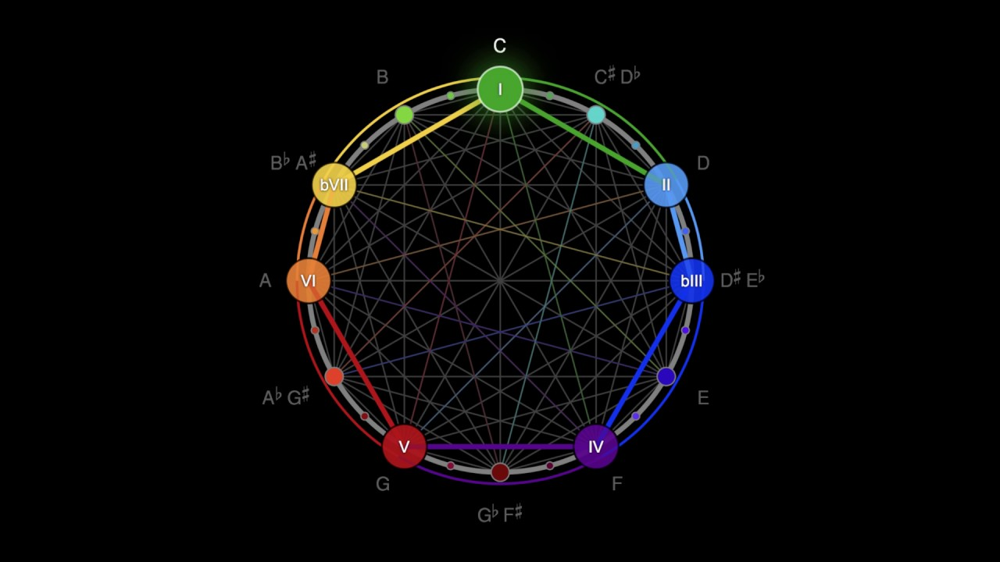 C
B
C♯ D♭
I
B♭ A♯
D
bVII
II
A
VI
bIII
D♯ E♭
A♭ G♯
E
V
IV
G
F
G♭ F♯